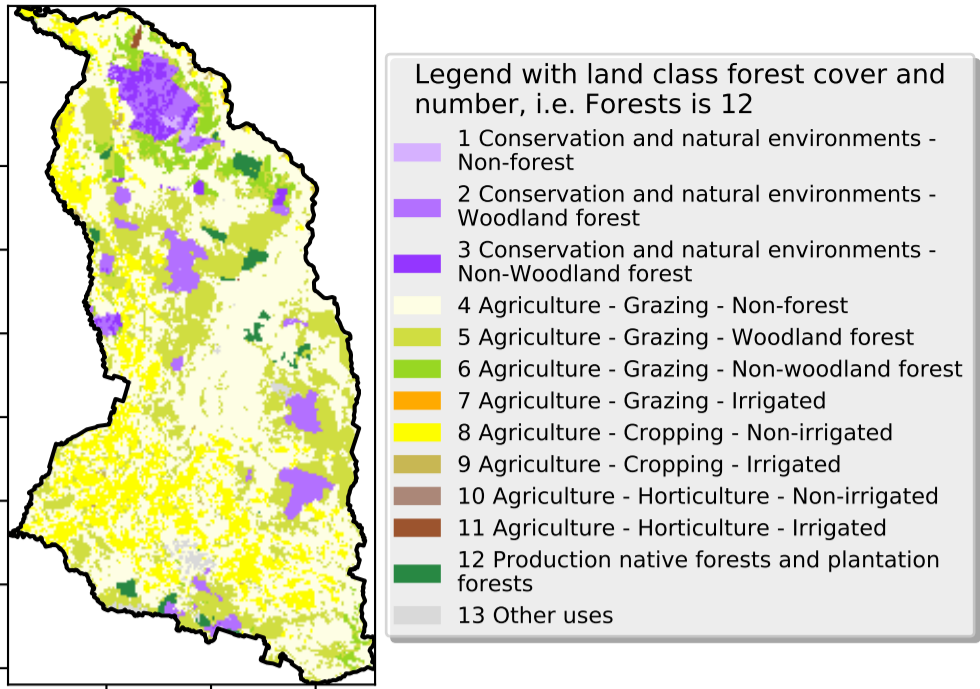 Legend with land class forest cover and
number, i.e. Forests is 12
1 Conservation and natural environments -
Non-forest
2 Conservation and natural environments -
Woodland forest
3 Conservation and natural environments -
Non-Woodland forest
4 Agriculture - Grazing - Non-forest
5 Agriculture - Grazing - Woodland forest
6 Agriculture - Grazing - Non-woodland forest
7 Agriculture - Grazing - Irrigated
8 Agriculture - Cropping - Non-irrigated
9 Agriculture - Cropping - Irrigated
10 Agriculture - Horticulture - Non-irrigated
11 Agriculture - Horticulture - Irrigated
12 Production native forests and plantation
forests
13 Other uses